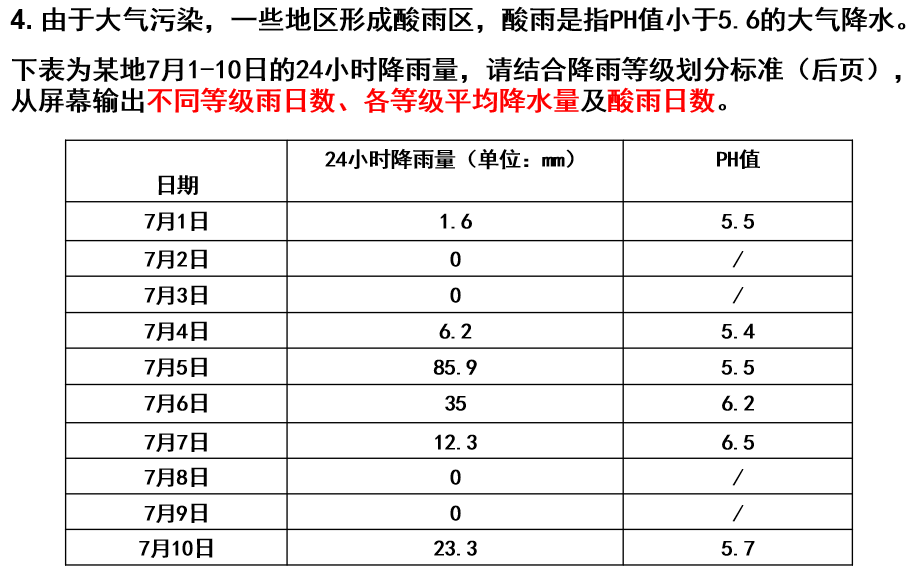 4.由于大气污染，一些地区形成酸雨区，酸雨是指PH值小于5.6的大气降水。
下表为某地7月1-10日的24小时降雨量，请结合降雨等级划分标准（后页），
从屏幕输出不同等级雨日数、各等级平均降水量及酸雨日数。
日期 24小时降雨量（单位：mm） PH值
7月1日 1.6 5.5
7月2日 0 /
7月3日 0 /
7月4日 6.2 5.4
7月5日 85.9 5.5
7月6日 35 6.2
7月7日 12.3 6.5
7月8日 0 /
7月9日 0 /
7月10日 23.3 5.7